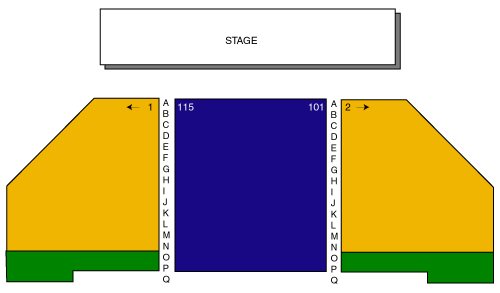 STAGE
← 1 A 115 101 A 2 →
B B
C C
D D
E E
F F
G G
H H
I I
J J
K K
L L
M M
N N
O O
P P
Q Q